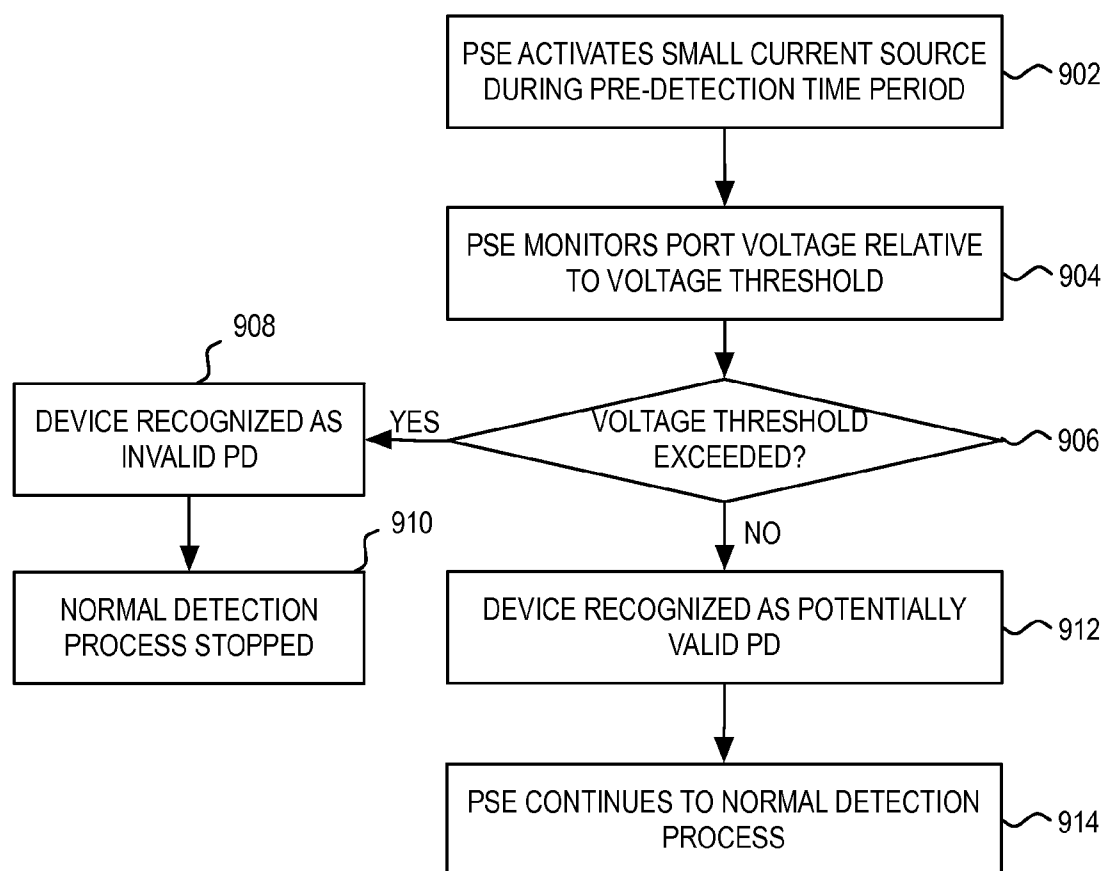 PSE ACTIVATES SMALL CURRENT SOURCE
DURING PRE-DETECTION TIME PERIOD
902
PSE MONITORS PORT VOLTAGE RELATIVE
TO VOLTAGE THRESHOLD
904
VOLTAGE THRESHOLD
EXCEEDED?
906
YES
908
DEVICE RECOGNIZED AS
INVALID PD
910
NORMAL DETECTION
PROCESS STOPPED
NO
DEVICE RECOGNIZED AS POTENTIALLY
VALID PD
912
PSE CONTINUES TO NORMAL DETECTION
PROCESS
914